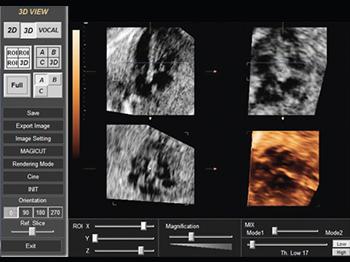 3D VIEW
2D 3D VOCAL
ROI ROI A B
ROI 3D C 3D
Full A B
C
Save
Export Image
Image Setting
MAGICUT
Rendering Mode
Cine
INIT
Orientation
0 90 180 270
Ref. Slice
Exit
ROI X
Y
Z
Magnification
MIX
Mode1 Mode2
Th. Low 17
Low
High